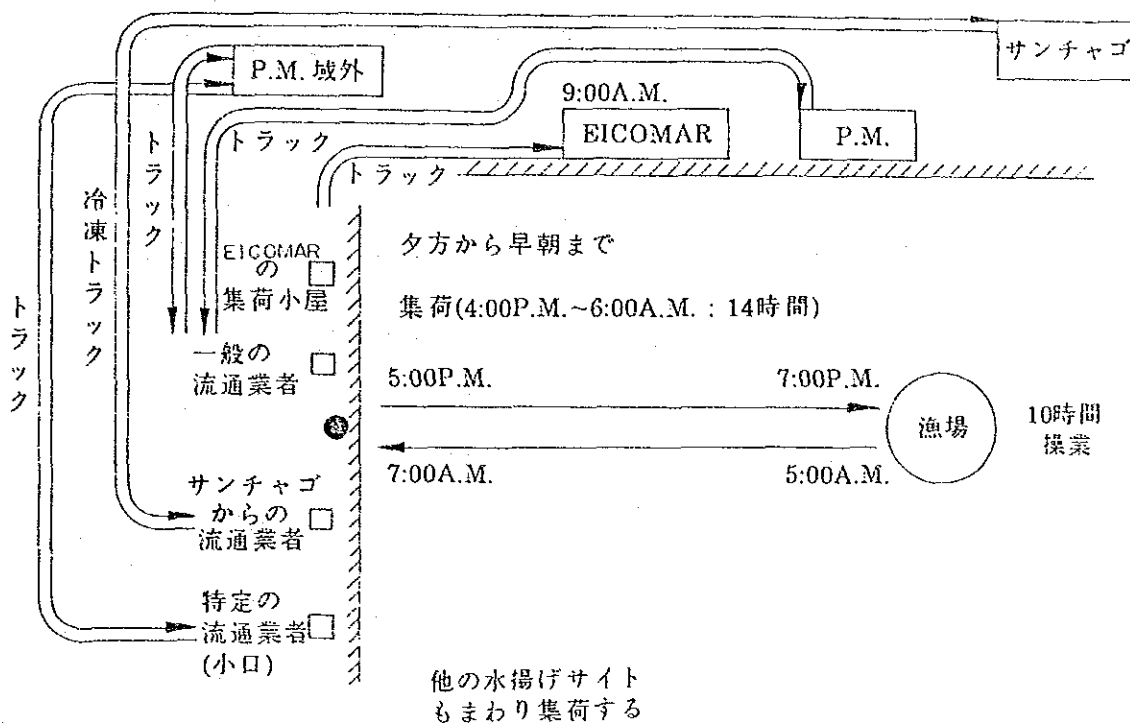 サンチャゴ
P.M. 域外
9:00A.M.
EICOMAR
P.M.
トラック
トラック
トラック
冷凍トラック
トラック
EICOMAR
の
集荷小屋
夕方から早朝まで
集荷(4:00P.M.~6:00A.M. : 14時間)
一般の
流通業者
5:00P.M.
7:00P.M.
漁場
10時間
操業
7:00A.M.
5:00A.M.
サンチャゴ
からの
流通業者
特定の
流通業者
(小口)
他の水揚げサイト
もまわり集荷する